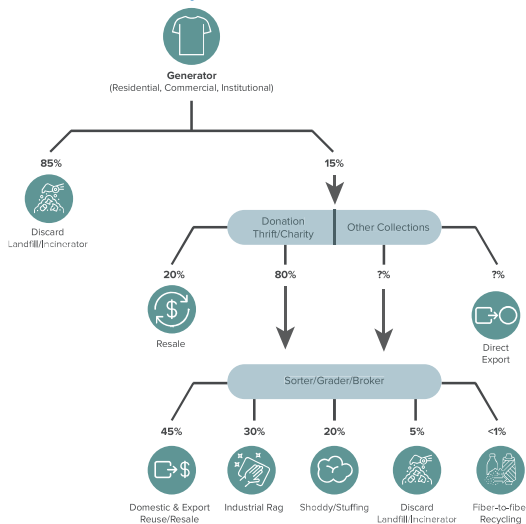 Generator
(Residential, Commercial, Institutional)
85%
15%
Discard
Landfill/Incinerator
Donation
Thrift/Charity
Other Collections
20%
80%
?%
?%
Resale
Direct
Export
Sorter/Grader/Broker
45%
30%
20%
5%
<1%
Domestic & Export
Reuse/Resale
Industrial Rag
Shoddy/Stuffing
Discard
Landfill/Incinerator
Fiber-to-fiber
Recycling